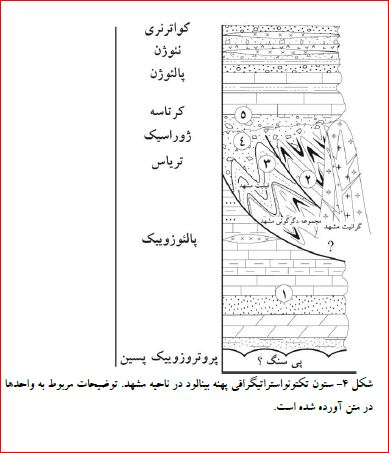 کواترنری
نئوژن
پالئوژن
کرتاسه
ژوراسیک
تریاس
پالئوزوییک
پروتروزوییک پسین
۵
۴
۳
۲
مجموعه دگرگونی مشهد
گرانیت مشهد
?
۱
پی سنگ ؟
شکل ۴- ستون تکتونواستراتیگرافی پهنه بینالود در ناحیه مشهد. توضیحات مربوط به واحدها
در متن آورده شده است.